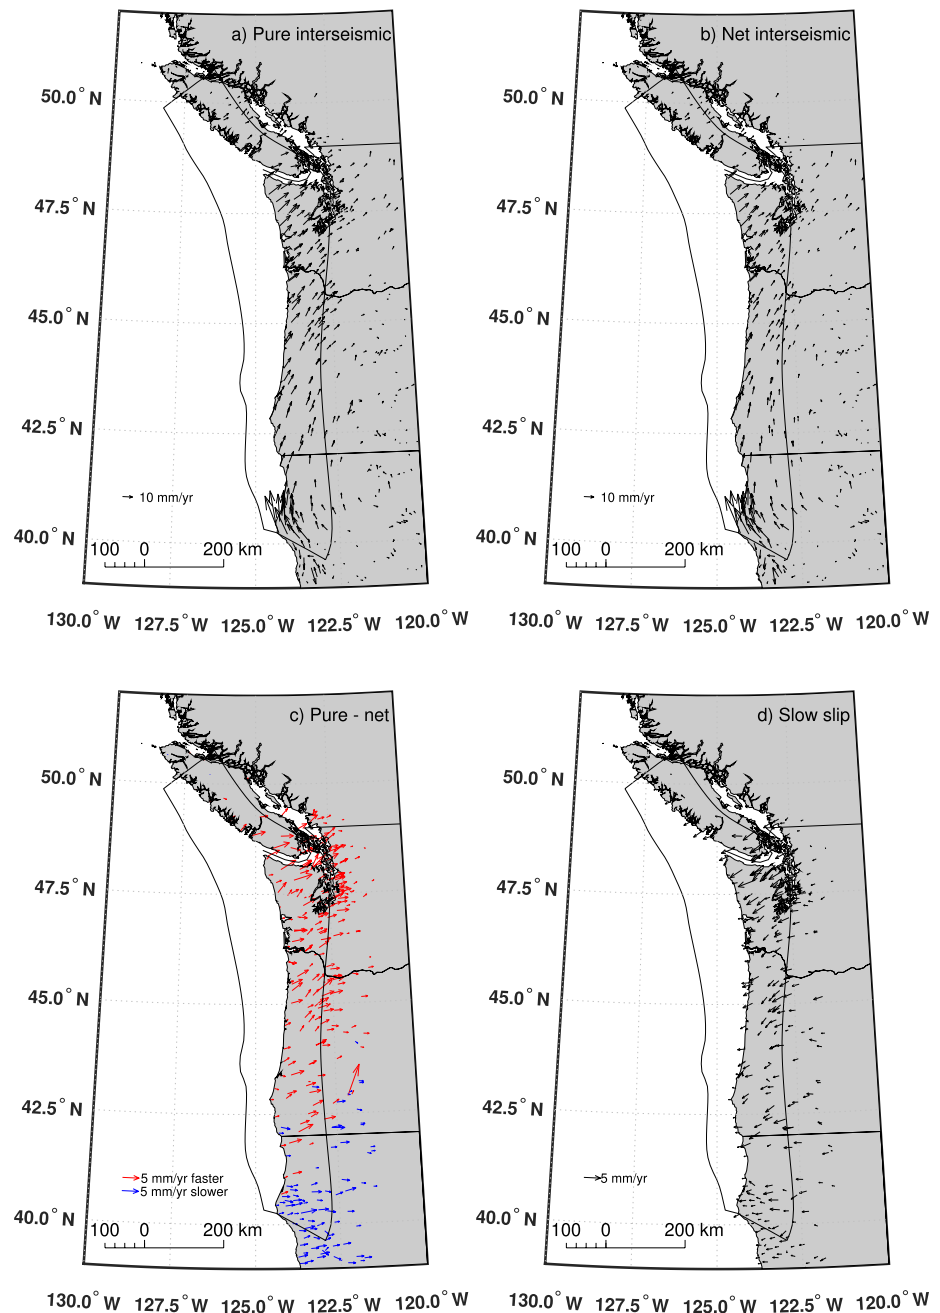 a) Pure interseismic
50.0° N
47.5° N
45.0° N
42.5° N
40.0° N
10 mm/yr
100 0 200 km
130.0° W 127.5° W 125.0° W 122.5° W 120.0° W
b) Net interseismic
50.0° N
47.5° N
45.0° N
42.5° N
40.0° N
10 mm/yr
100 0 200 km
130.0° W 127.5° W 125.0° W 122.5° W 120.0° W
c) Pure - net
50.0° N
47.5° N
45.0° N
42.5° N
40.0° N
5 mm/yr faster
5 mm/yr slower
100 0 200 km
130.0° W 127.5° W 125.0° W 122.5° W 120.0° W
d) Slow slip
50.0° N
47.5° N
45.0° N
42.5° N
40.0° N
5 mm/yr
100 0 200 km
130.0° W 127.5° W 125.0° W 122.5° W 120.0° W